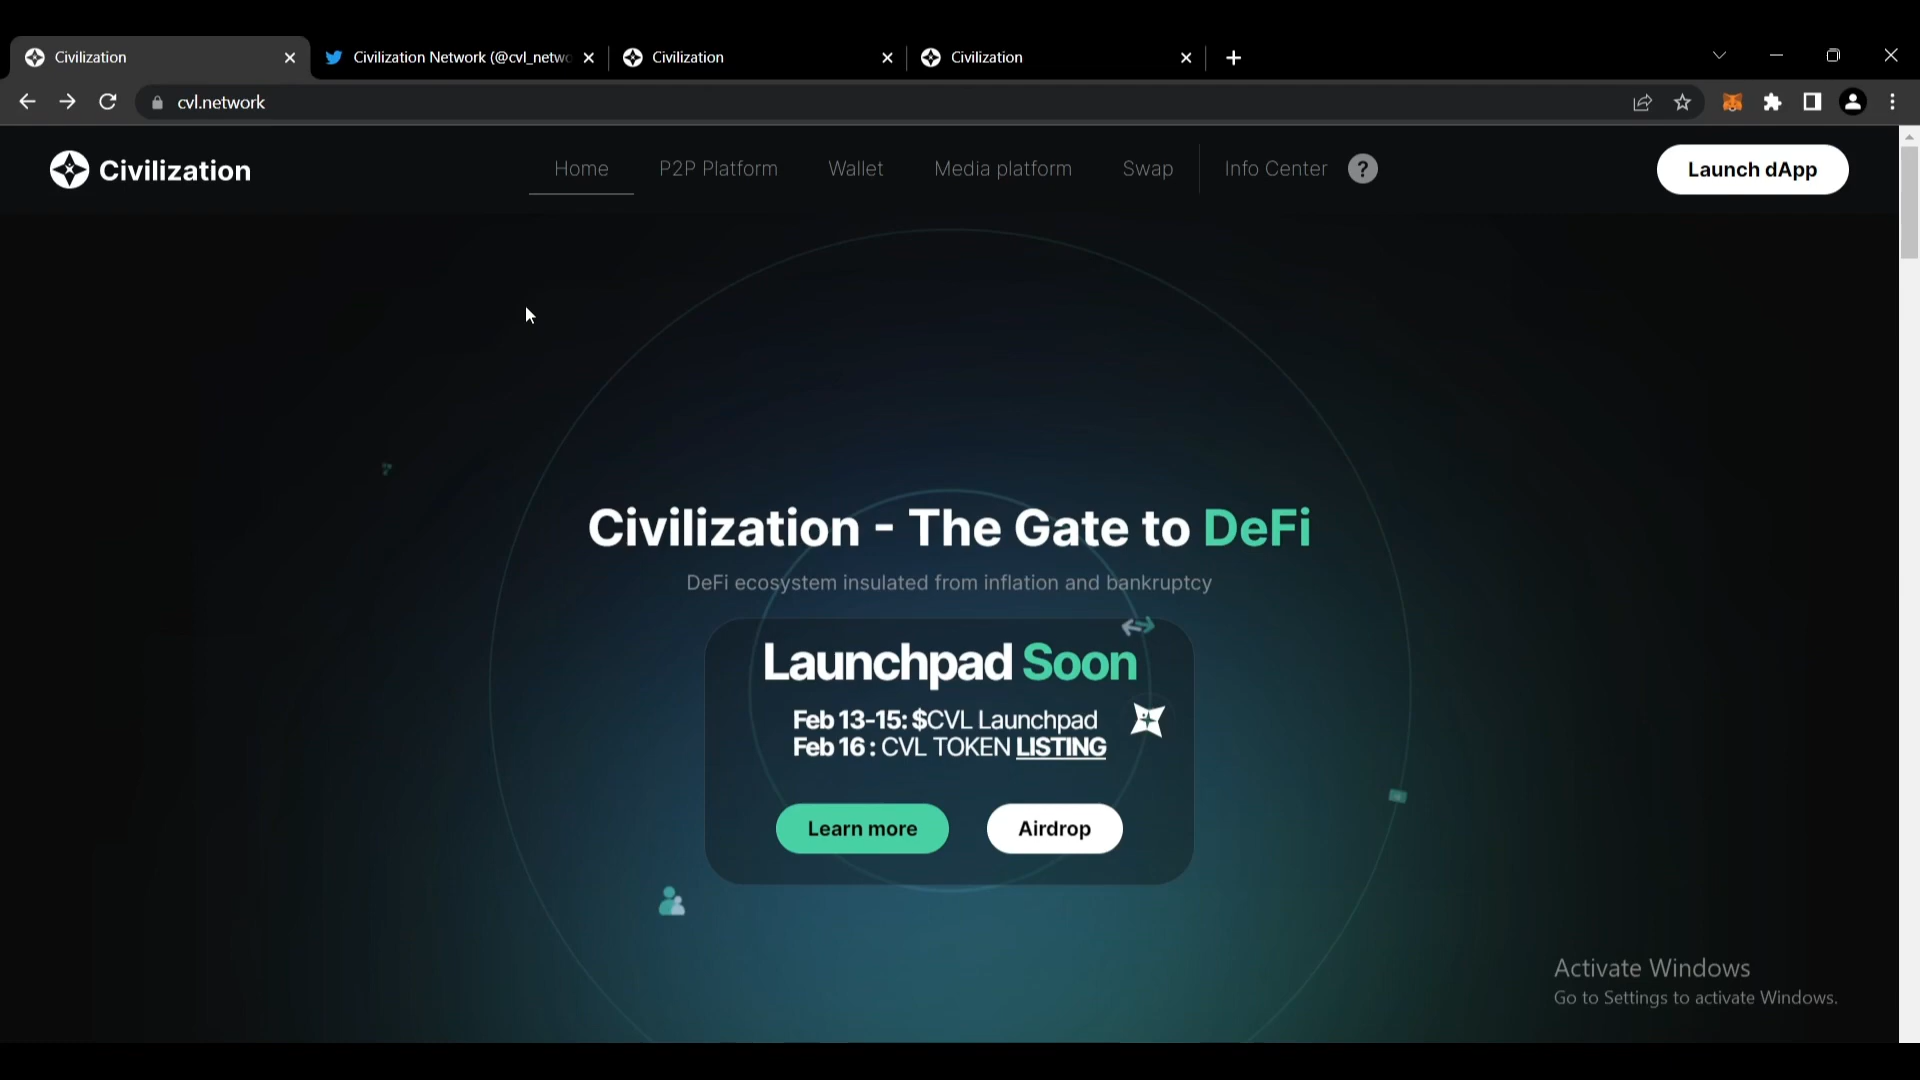 Civilization
Civilization Network (@cvl_netwo
Civilization
Civilization
cvl.network
Civilization
Home
P2P Platform
Wallet
Media platform
Swap
Info Center
?
Launch dApp
Civilization - The Gate to DeFi
DeFi ecosystem insulated from inflation and bankruptcy
Launchpad Soon
Feb 13-15: $CVL Launchpad
Feb 16 : CVL TOKEN LISTING
Learn more
Airdrop
Activate Windows
Go to Settings to activate Windows.